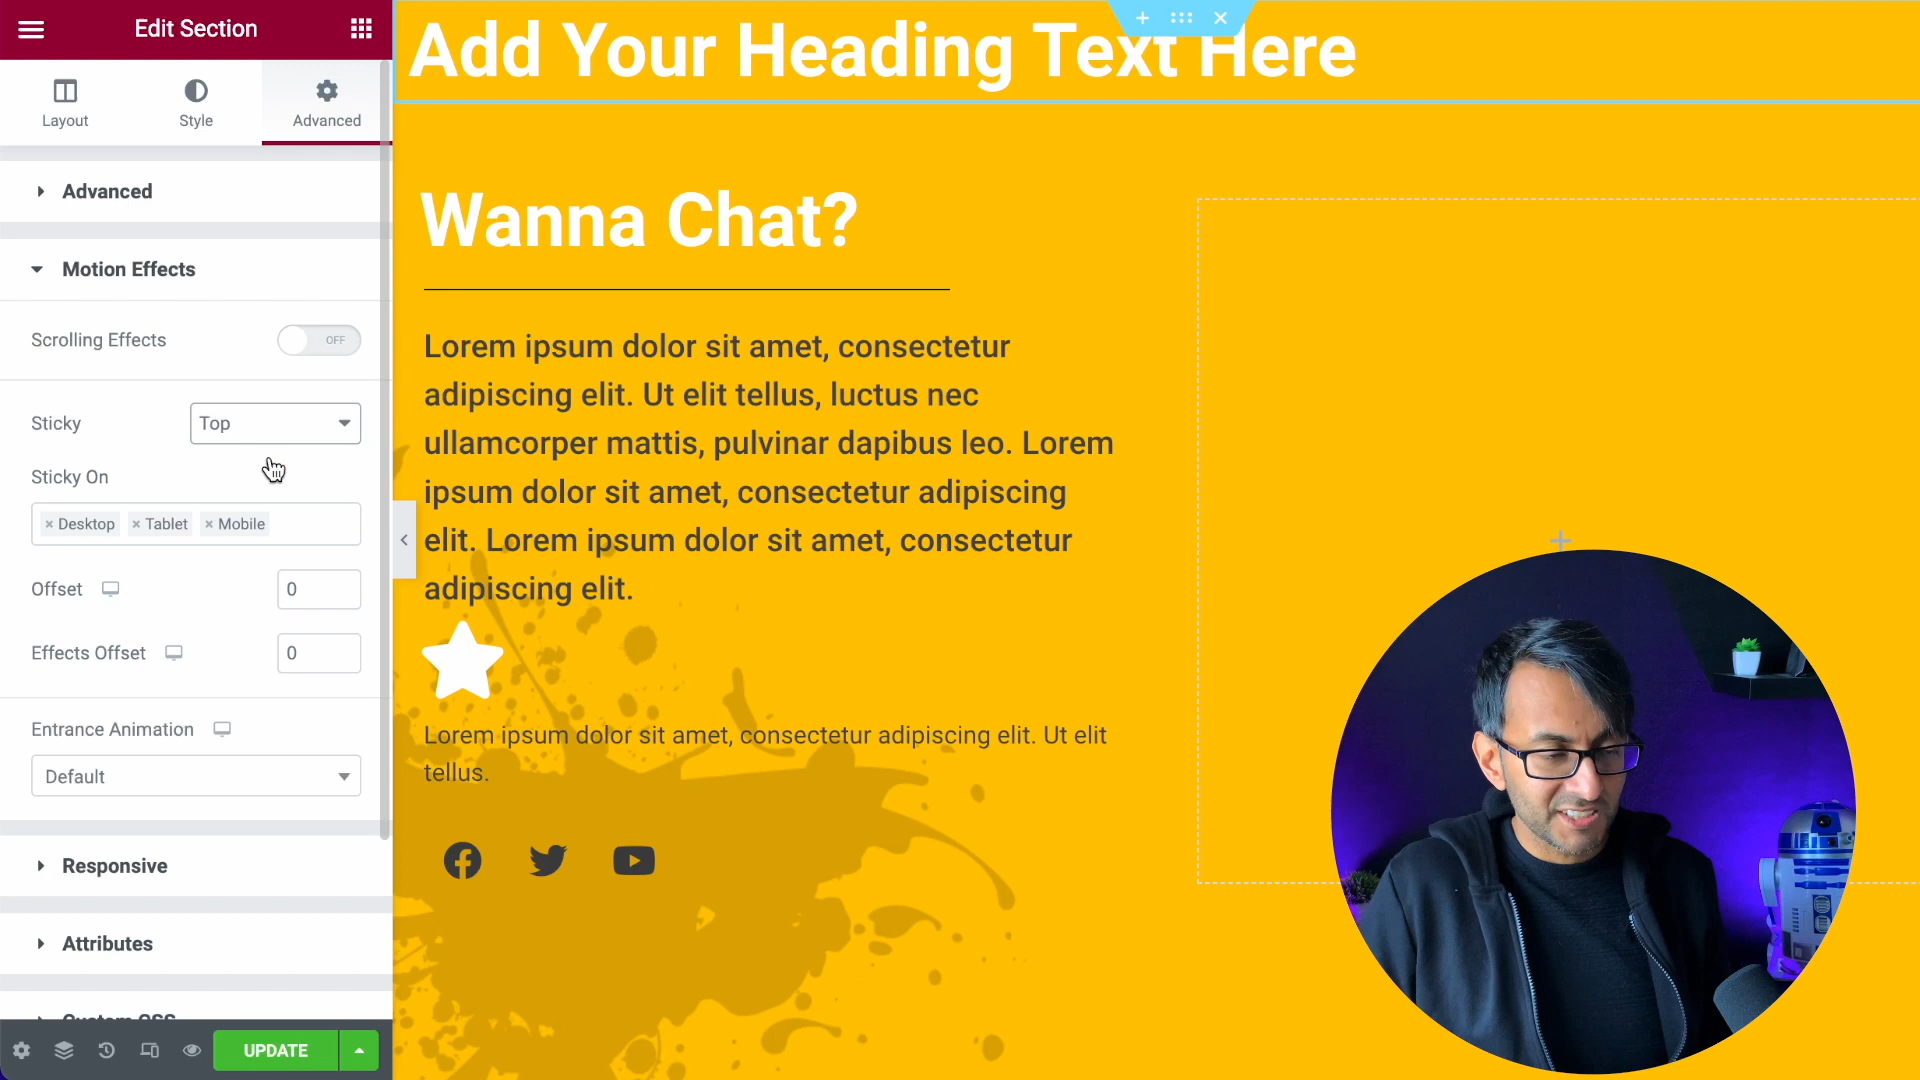 Edit Section
Layout
Style
Advanced
Advanced
Motion Effects
Scrolling Effects
OFF
Sticky
Top
Sticky On
× Desktop × Tablet × Mobile
Offset
0
Effects Offset
0
Entrance Animation
Default
Responsive
Attributes
Custom CSS
UPDATE
Add Your Heading Text Here
Wanna Chat?
Lorem ipsum dolor sit amet, consectetur
adipiscing elit. Ut elit tellus, luctus nec
ullamcorper mattis, pulvinar dapibus leo. Lorem
ipsum dolor sit amet, consectetur adipiscing
elit. Lorem ipsum dolor sit amet, consectetur
adipiscing elit.
Lorem ipsum dolor sit amet, consectetur adipiscing elit. Ut elit
tellus.